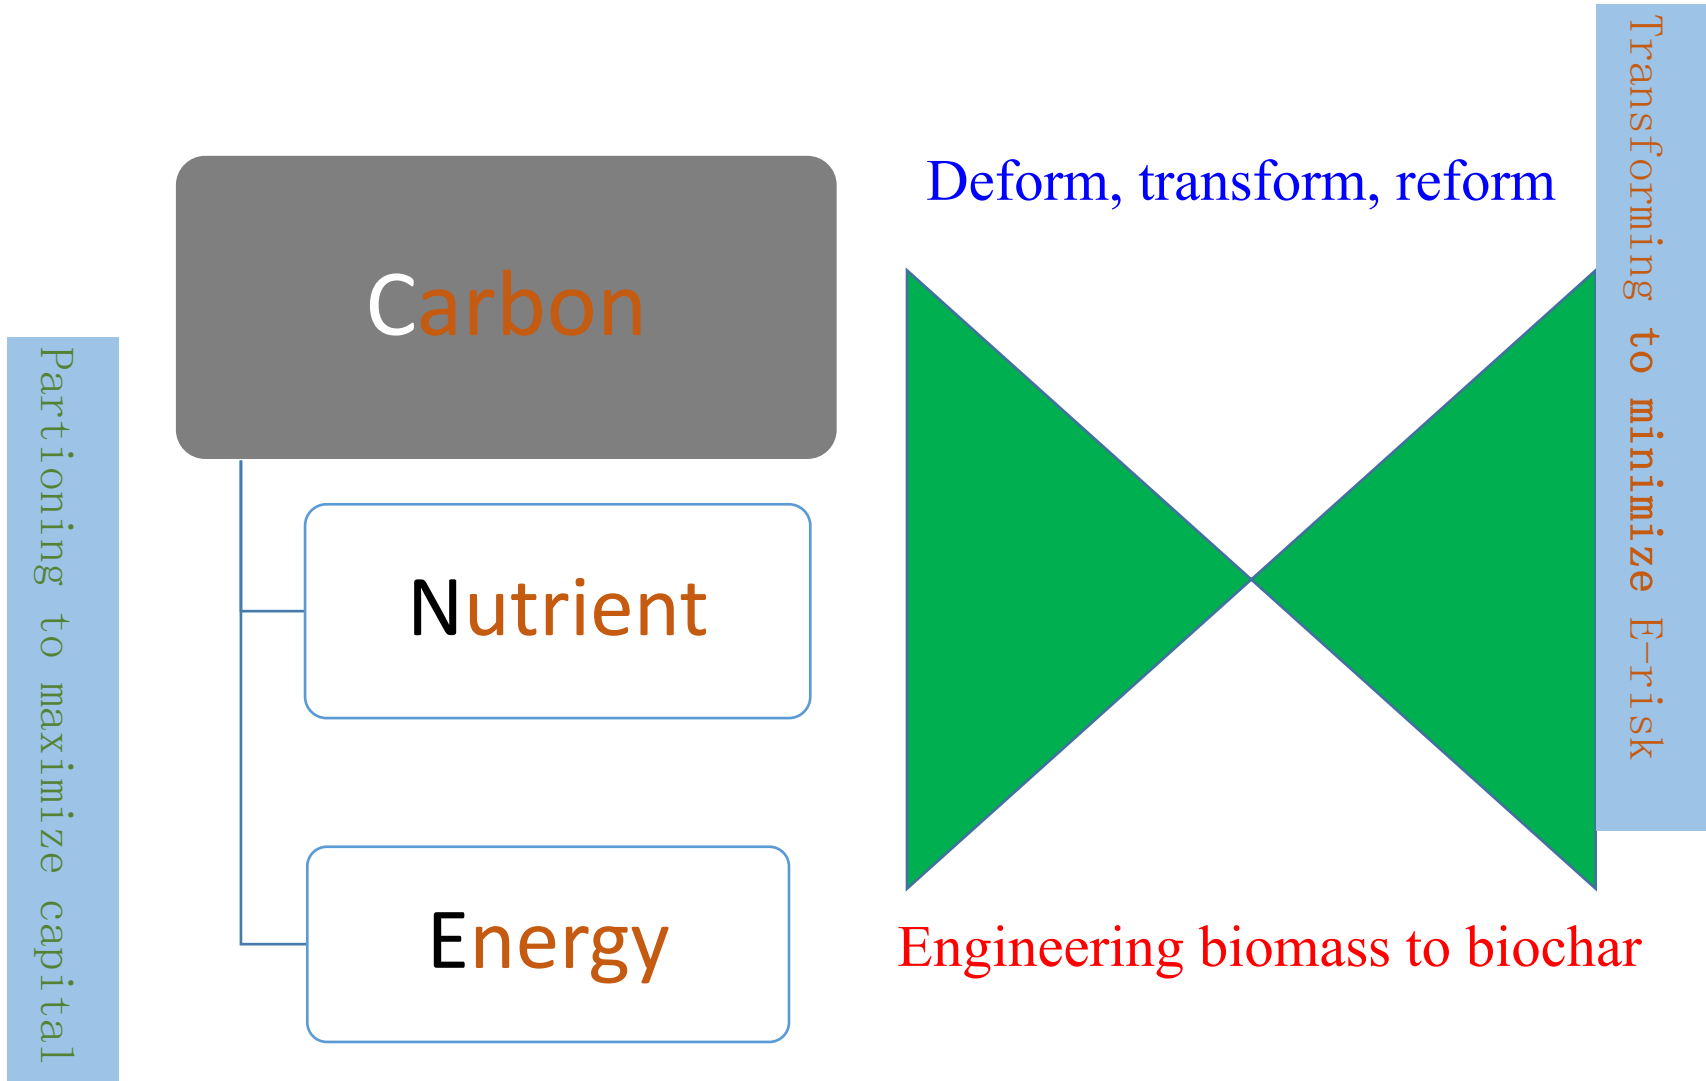 Partioning to maximize capital
Carbon
Nutrient
Energy
Deform, transform, reform
Engineering biomass to biochar
Transforming to minimize E-risk